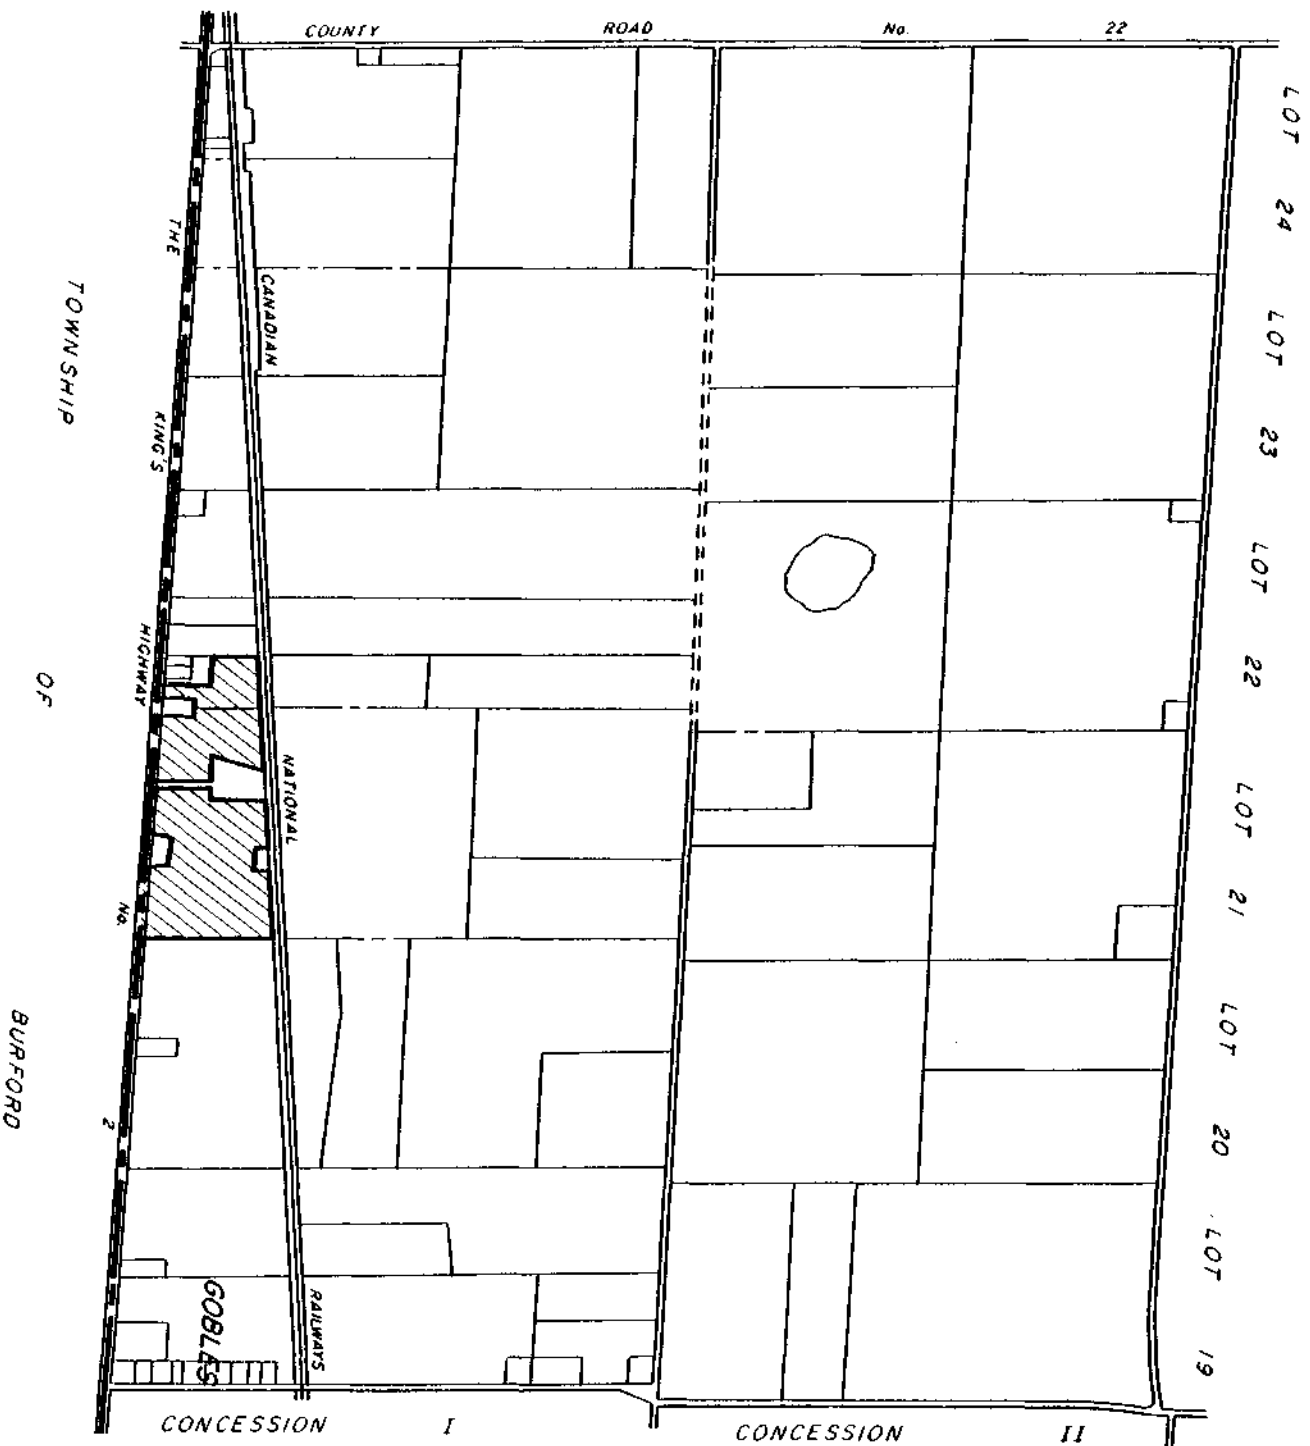 COUNTY ROAD No. 22
LOT 24
LOT 23
LOT 22
LOT 21
LOT 20
LOT 19
THE KING'S HIGHWAY No. 2
CANADIAN NATIONAL RAILWAYS
TOWNSHIP OF BURFORD
GOBLES
CONCESSION I
CONCESSION II